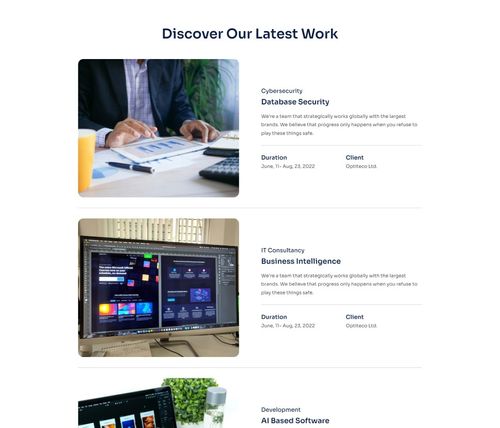 Discover Our Latest Work
Cybersecurity
Database Security
We're a team that strategically works globally with the largest
brands. We believe that progress only happens when you refuse to
play these things safe.
Duration
Client
June, 11- Aug, 23, 2022
Optiteco Ltd.
IT Consultancy
Business Intelligence
We're a team that strategically works globally with the largest
brands. We believe that progress only happens when you refuse to
play these things safe.
Duration
Client
June, 11- Aug, 23, 2022
Optiteco Ltd.
Development
AI Based Software